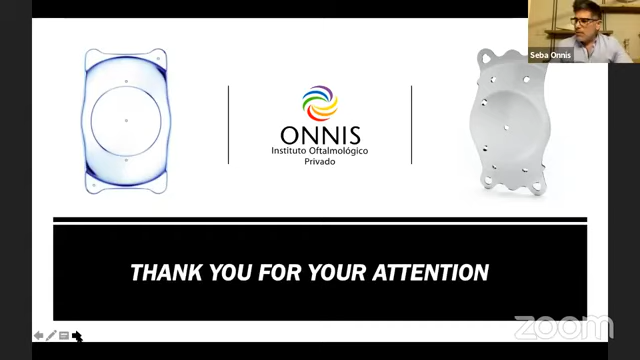 Seba Onnis
ONNIS
Instituto Oftalmológico
Privado
THANK YOU FOR YOUR ATTENTION
zoom